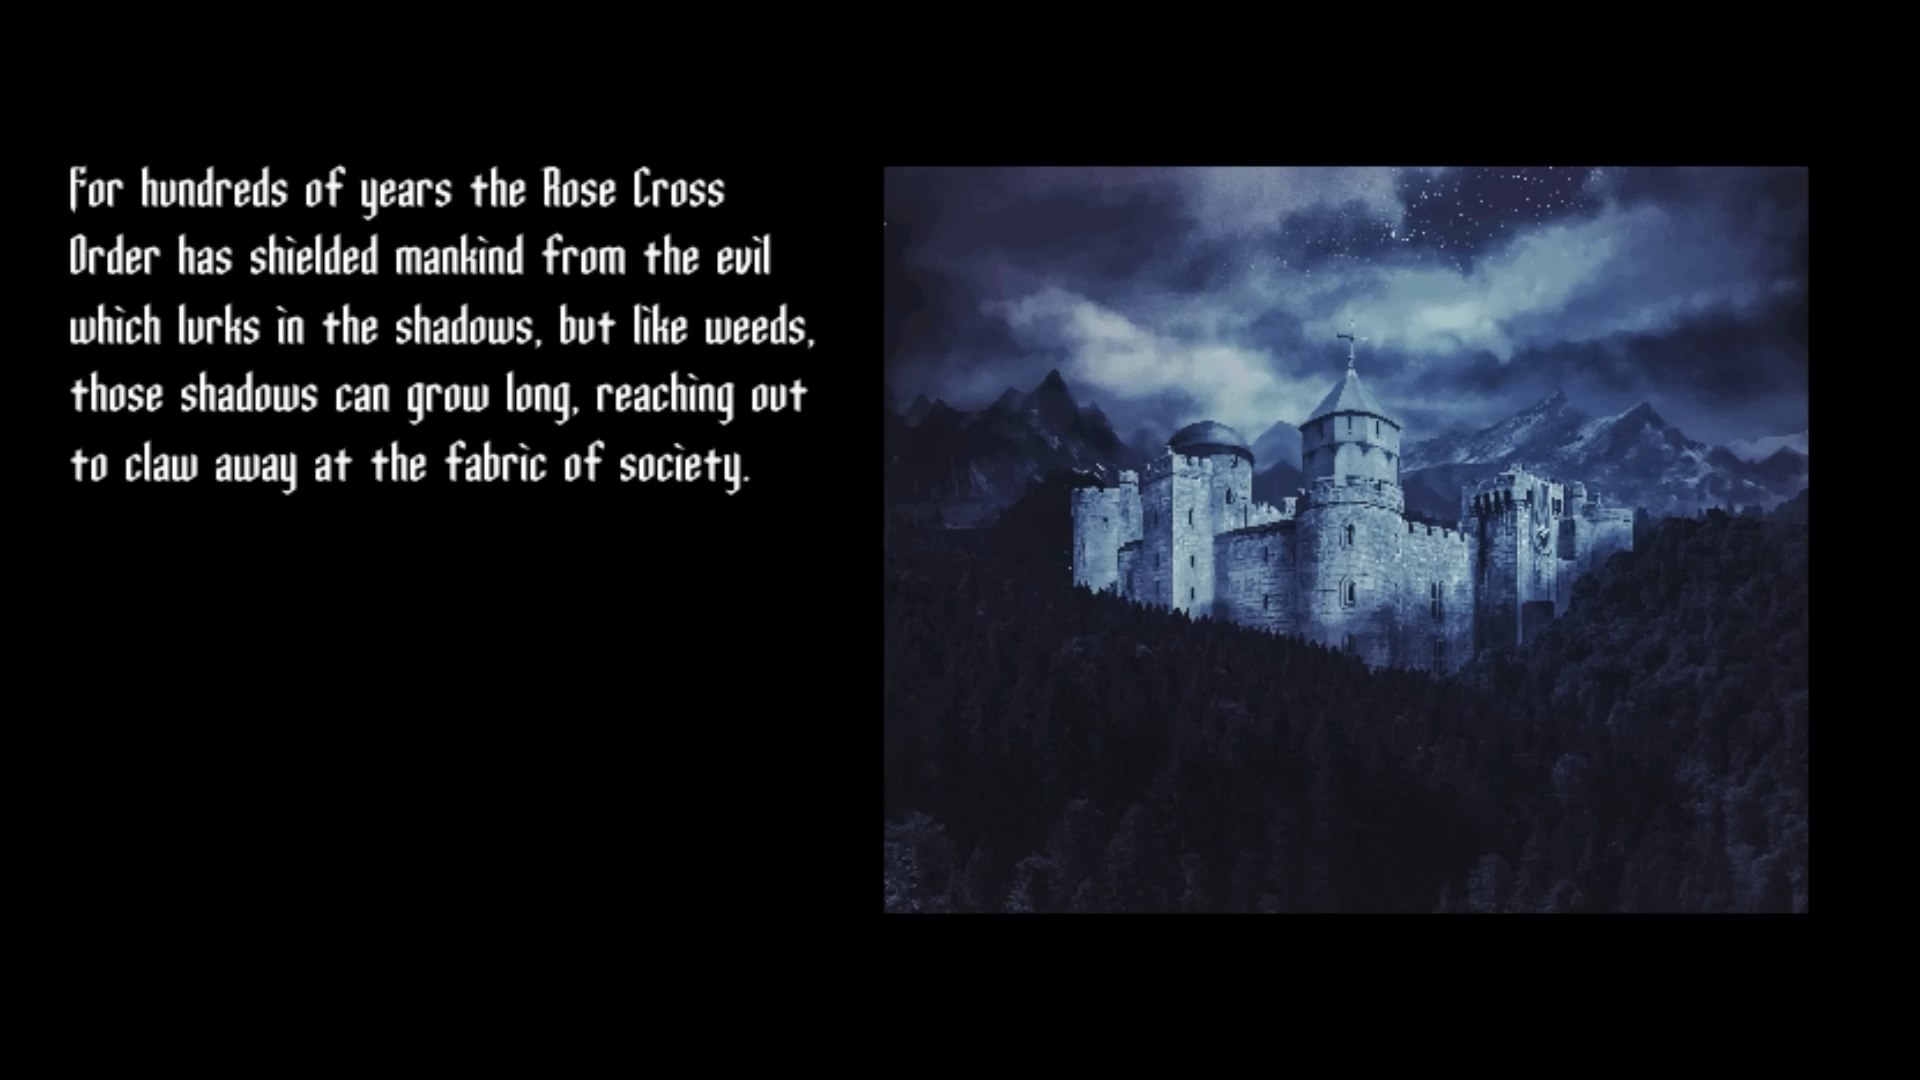 For hundreds of years the Rose Cross
Order has shielded mankind from the evil
which lurks in the shadows, but like weeds,
those shadows can grow long, reaching out
to claw away at the fabric of society.